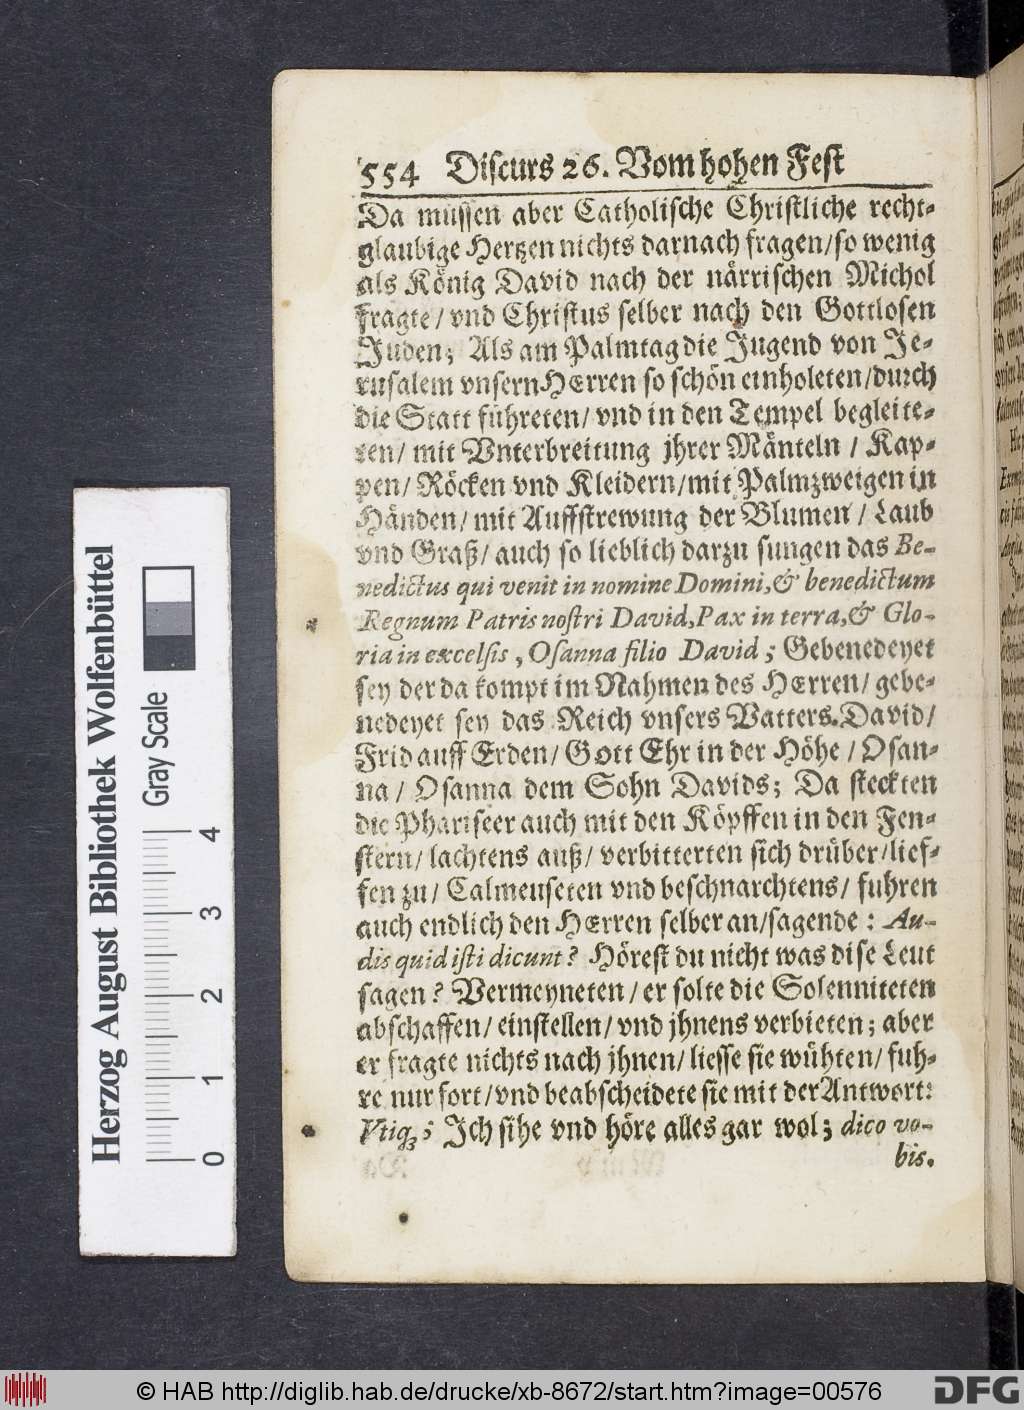 554 Discurs 26. Vom hohen Fest
Da mussen aber Catholische Christliche recht-
glaubige Hertzen nichts darnach fragen/so wenig
als König David nach der närrischen Michol
fragte/ vnd Christus selber nach den Gottlosen
Juden; Als am Palmtag die Jugend von Je-
rusalem vnsern HErren so schön einholeten/durch
die Statt führeten/ vnd in den Tempel begleite-
ten/ mit Vnterbreitung jhrer Mänteln / Kap-
pen/ Röcken vnd Kleidern/mit Palmzweigen in
Händen/ mit Auffstrewung der Blumen / Laub
vnd Graß/ auch so lieblich darzu sungen das Be-
nedictus qui venit in nomine Domini, & benedictum
Regnum Patris nostri David, Pax in terra, & Glo-
ria in excelsis, Osanna filio David; Gebenedeyet
sey der da kompt im Nahmen des HErren/ gebe-
nedeyet sey das Reich vnsers Vatters David/
Frid auff Erden/ Gott Ehr in der Höhe / Osan-
na / Osanna dem Sohn Davids; Da steckten
die Phariseer auch mit den Köpffen in den Fen-
stern/ lachtens auß/ verbitterten sich drüber/lief-
fen zu/ Calmeuseten vnd beschnarchtens/ fuhren
auch endlich den HErren selber an/sagende: Au-
dis quid isti dicunt? Hörest du nicht was dise Leut
sagen? Vermeyneten/ er solte die Solenniteten
abschaffen/ einstellen/ vnd jhnens verbieten; aber
er fragte nichts nach jhnen/ liesse sie wühten/ fuh-
re nur fort/ vnd beabscheidete sie mit der Antwort:
Vtiq3; Ich sihe vnd höre alles gar wol; dico vo-
bis.
Herzog August Bibliothek Wolfenbüttel
Gray Scale
0 1 2 3 4
© HAB http://diglib.hab.de/drucke/xb-8672/start.htm?image=00576
DFG